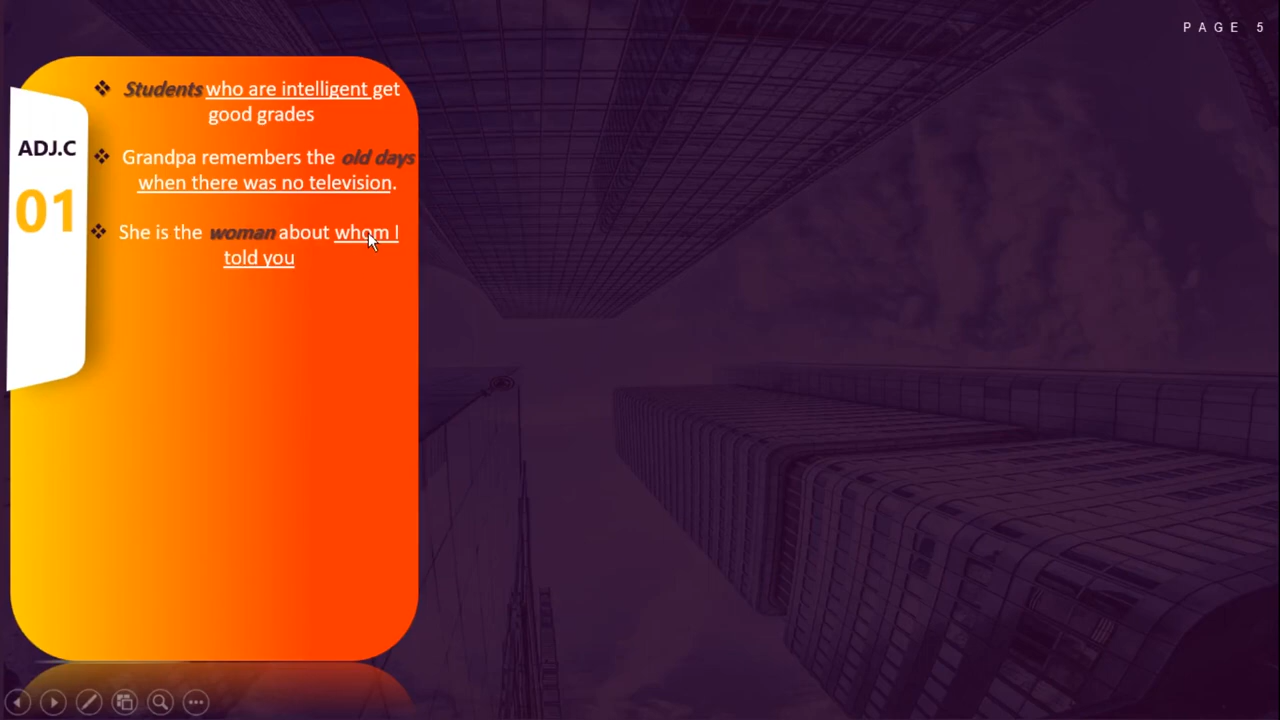 PAGE 5
ADJ.C
01
❖ Students who are intelligent get
good grades
❖ Grandpa remembers the old days
when there was no television.
❖ She is the woman about whom I
told you